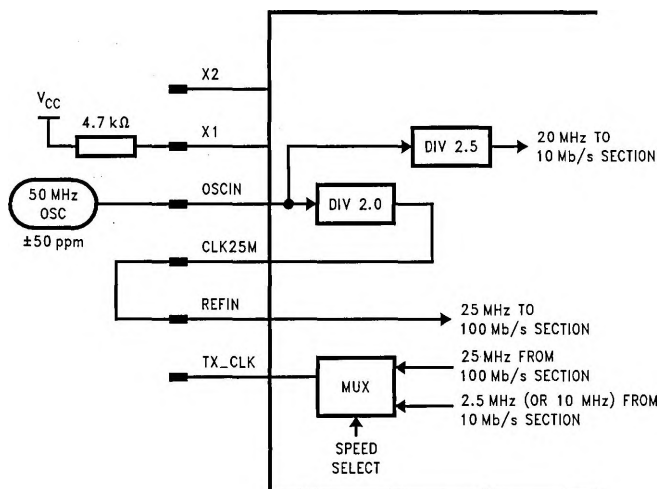 X2
VCC
4.7 kΩ
X1
DIV 2.5
20 MHz TO
10 Mb/s SECTION
50 MHz
OSC
±50 ppm
OSCIN
DIV 2.0
CLK25M
REFIN
25 MHz TO
100 Mb/s SECTION
TX_CLK
MUX
25 MHz FROM
100 Mb/s SECTION
2.5 MHz (OR 10 MHz) FROM
10 Mb/s SECTION
SPEED
SELECT